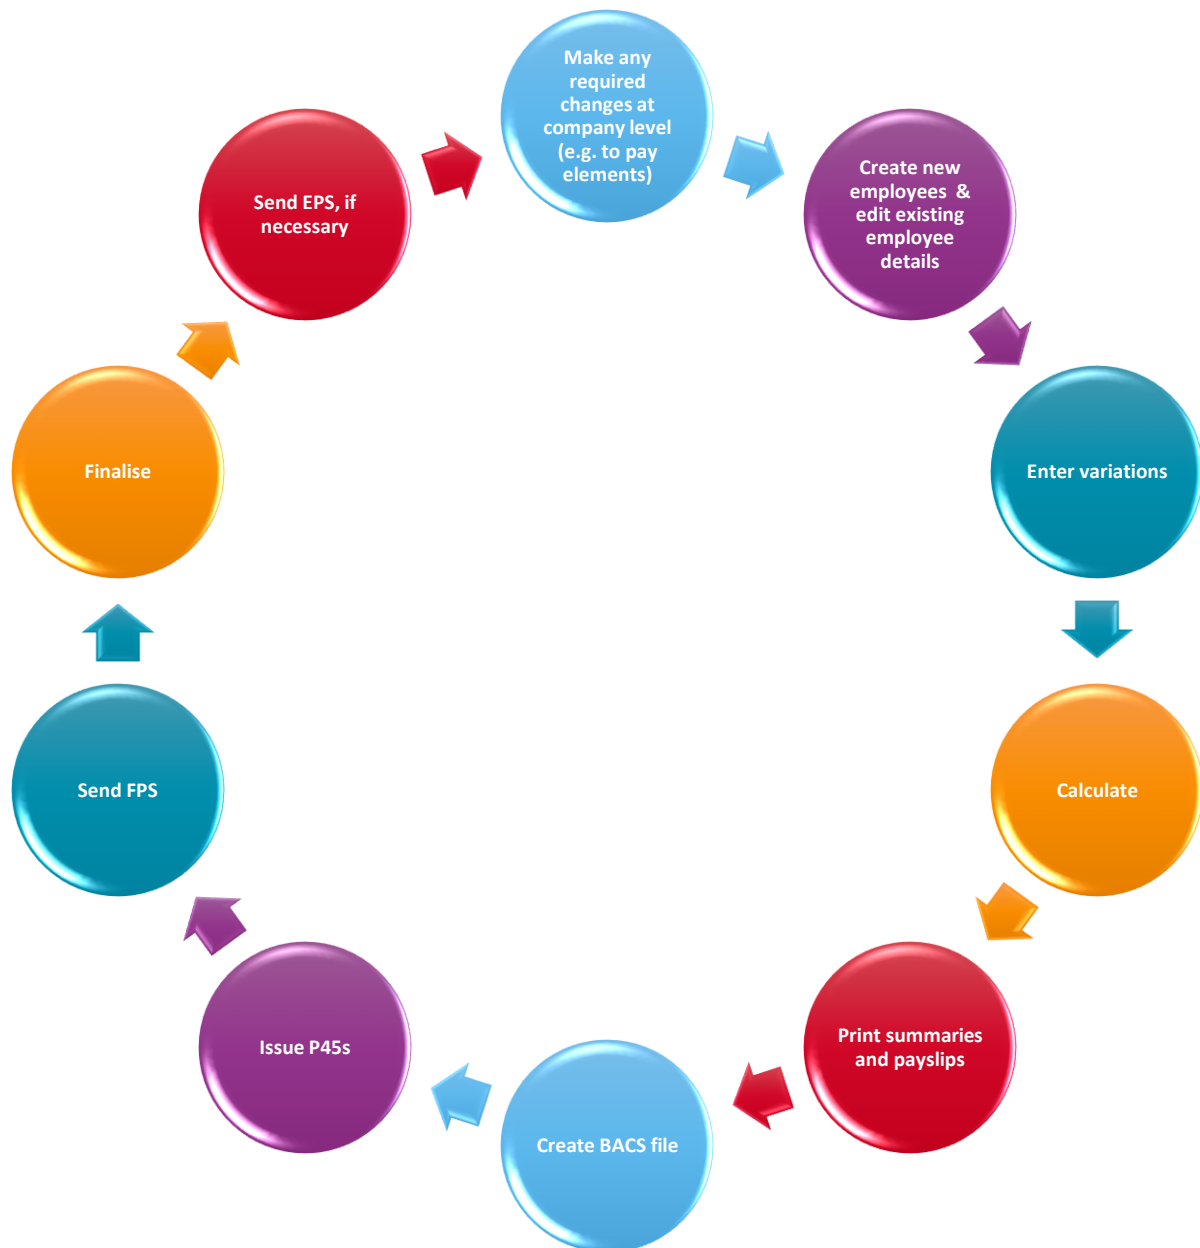 Make any
required
changes at
company level
(e.g. to pay
elements)
Create new
employees & 
edit existing
employee
details
Enter variations
Calculate
Print summaries
and payslips
Create BACS file
Issue P45s
Send FPS
Finalise
Send EPS, if
necessary